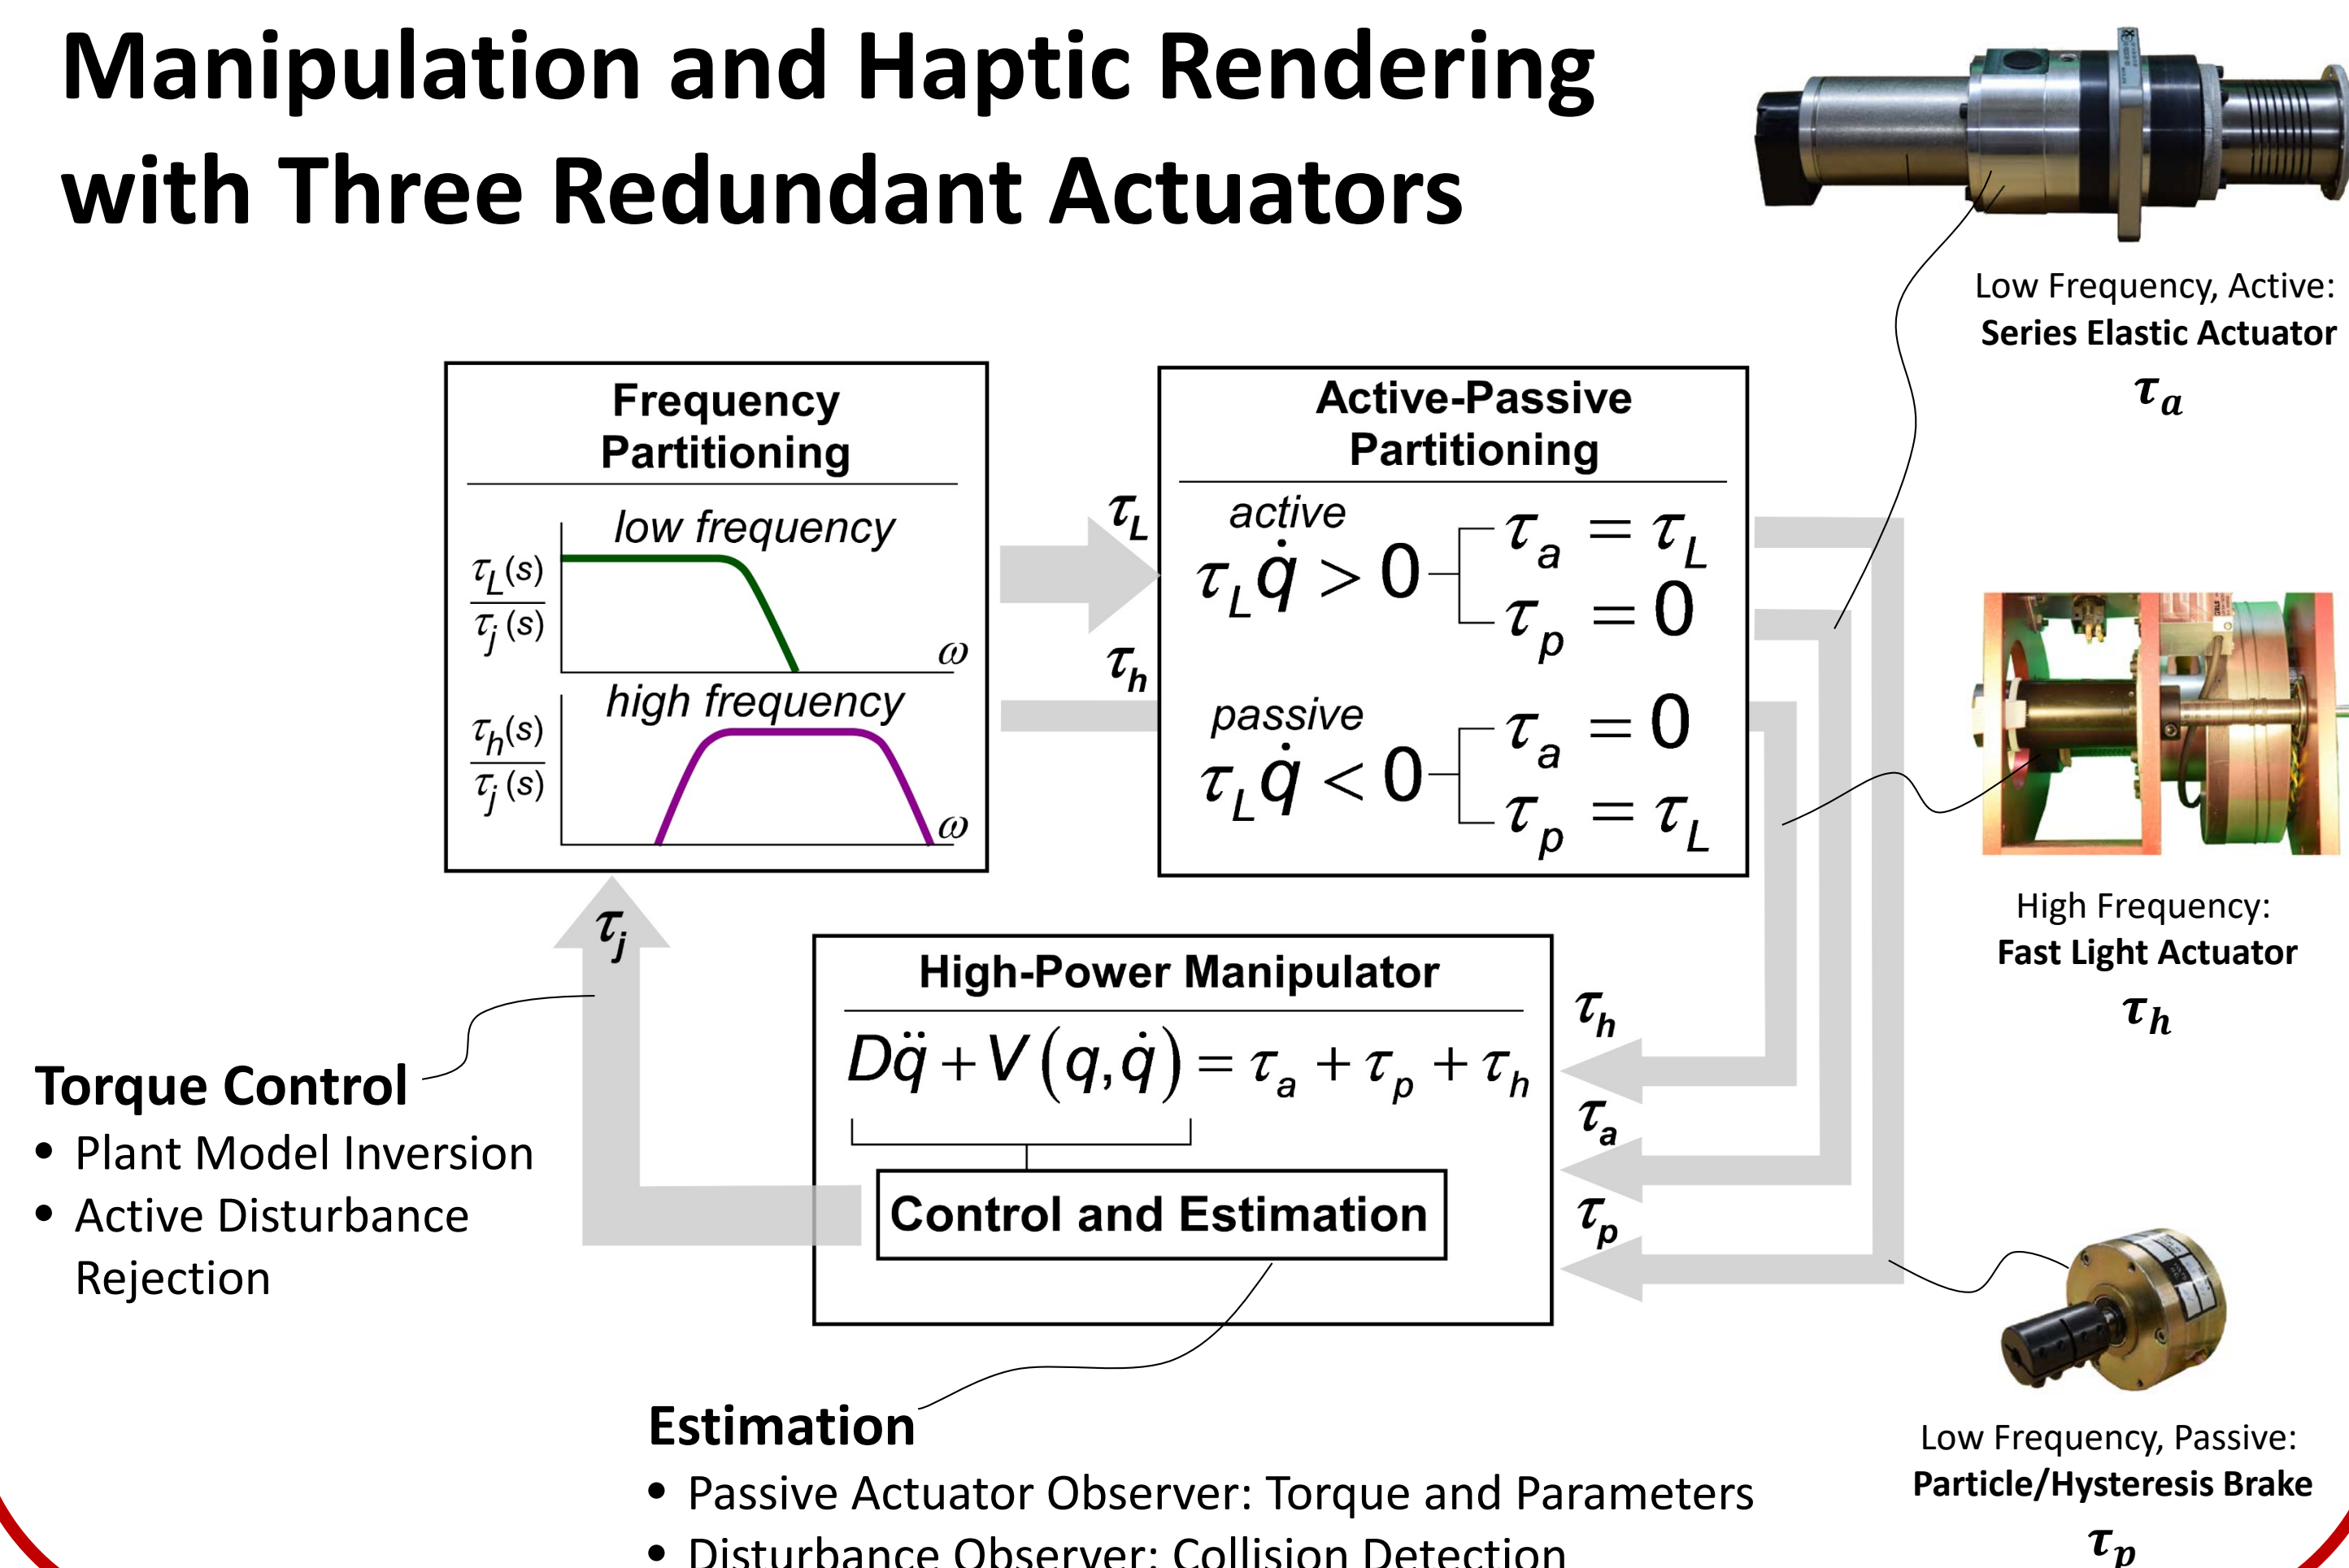 Manipulation and Haptic Rendering
with Three Redundant Actuators
Low Frequency, Active:
Series Elastic Actuator
τa
Frequency
Partitioning
low frequency
τL(s)
τj(s)
ω
high frequency
τh(s)
τj(s)
ω
τL
τh
Active-Passive
Partitioning
active
τLq̇ > 0
τa = τL
τp = 0
passive
τLq̇ < 0
τa = 0
τp = τL
High Frequency:
Fast Light Actuator
τh
τj
High-Power Manipulator
Dq̈ + V(q,q̇) = τa + τp + τh
Control and Estimation
τh
τa
τp
Torque Control
• Plant Model Inversion
• Active Disturbance
Rejection
Low Frequency, Passive:
Particle/Hysteresis Brake
τp
Estimation
• Passive Actuator Observer: Torque and Parameters
• Disturbance Observer: Collision Detection